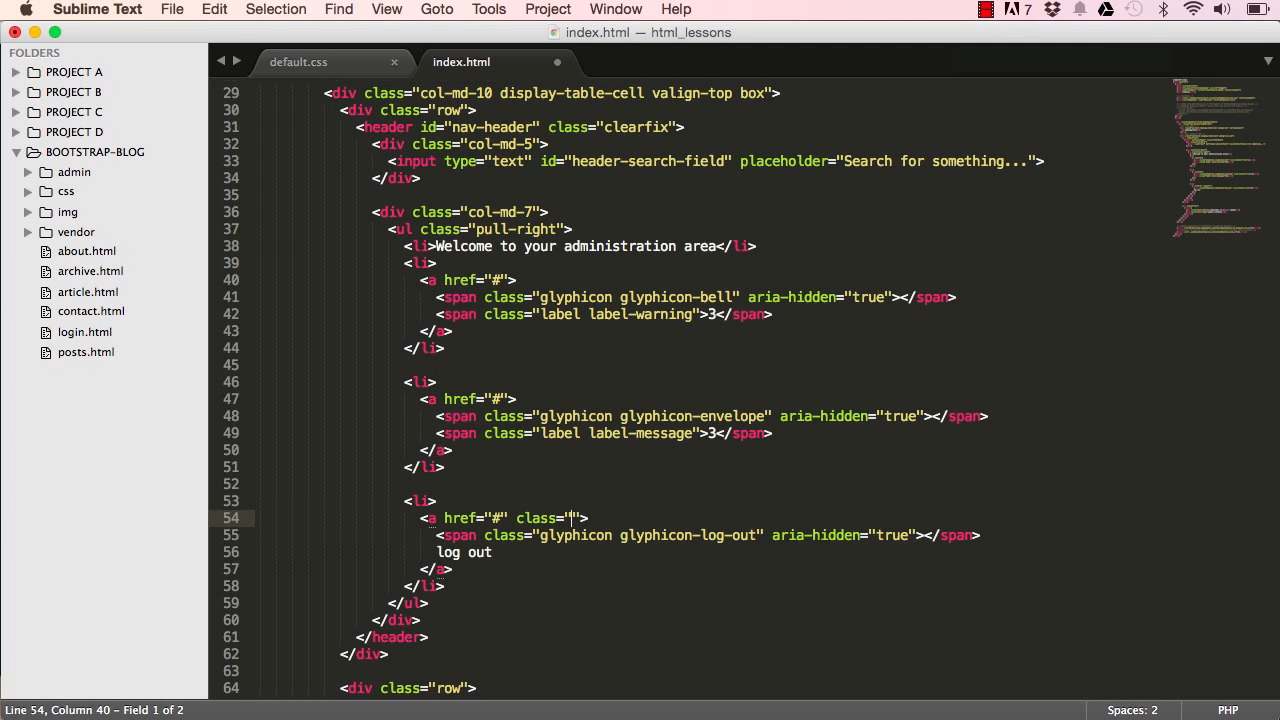 Sublime Text File Edit Selection Find View Goto Tools Project Window Help 7
index.html — html_lessons
FOLDERS
PROJECT A
PROJECT B
PROJECT C
PROJECT D
BOOTSTRAP-BLOG
admin
css
img
vendor
about.html
archive.html
article.html
contact.html
login.html
posts.html
default.css × index.html
29 <div class="col-md-10 display-table-cell valign-top box">
30 <div class="row">
31 <header id="nav-header" class="clearfix">
32 <div class="col-md-5">
33 <input type="text" id="header-search-field" placeholder="Search for something...">
34 </div>
35
36 <div class="col-md-7">
37 <ul class="pull-right">
38 <li>Welcome to your administration area</li>
39 <li>
40 <a href="#">
41 <span class="glyphicon glyphicon-bell" aria-hidden="true"></span>
42 <span class="label label-warning">3</span>
43 </a>
44 </li>
45
46 <li>
47 <a href="#">
48 <span class="glyphicon glyphicon-envelope" aria-hidden="true"></span>
49 <span class="label label-message">3</span>
50 </a>
51 </li>
52
53 <li>
54 <a href="#" class="">
55 <span class="glyphicon glyphicon-log-out" aria-hidden="true"></span>
56 log out
57 </a>
58 </li>
59 </ul>
60 </div>
61 </header>
62 </div>
63
64 <div class="row">
Line 54, Column 40 - Field 1 of 2 Spaces: 2 PHP